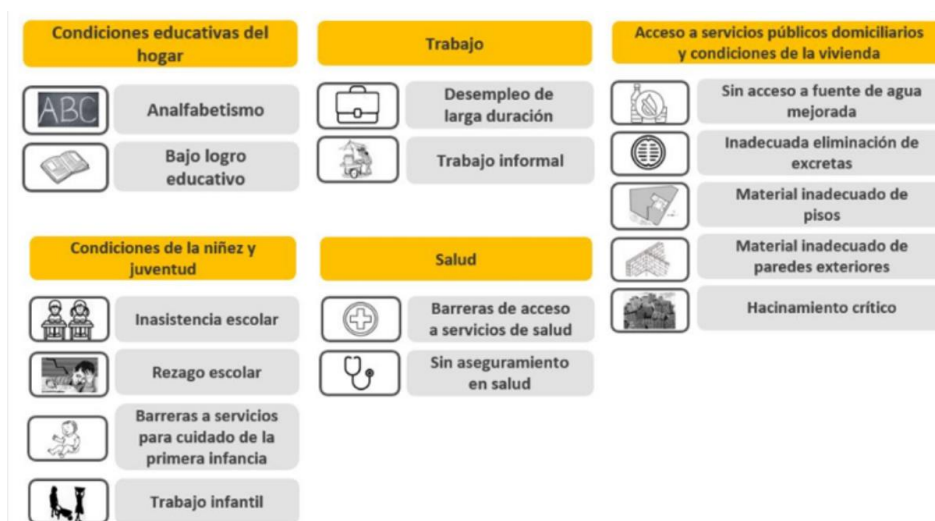 Condiciones educativas del
hogar
ABC
Analfabetismo
Bajo logro
educativo
Trabajo
Desempleo de
larga duración
Trabajo informal
Acceso a servicios públicos domiciliarios
y condiciones de la vivienda
Sin acceso a fuente de agua
mejorada
Inadecuada eliminación de
excretas
Material inadecuado de
pisos
Material inadecuado de
paredes exteriores
Hacinamiento crítico
Condiciones de la niñez y
juventud
Inasistencia escolar
Rezago escolar
Barreras a servicios
para cuidado de la
primera infancia
Trabajo infantil
Salud
Barreras de acceso
a servicios de salud
Sin aseguramiento
en salud